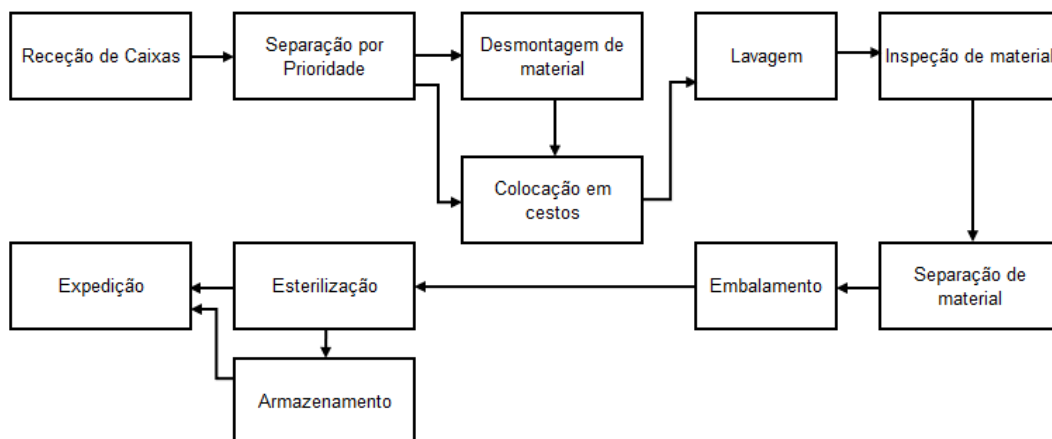 Receção de Caixas
Separação por
Prioridade
Desmontagem de
material
Lavagem
Inspeção de material
Colocação em
cestos
Expedição
Esterilização
Embalamento
Separação de
material
Armazenamento